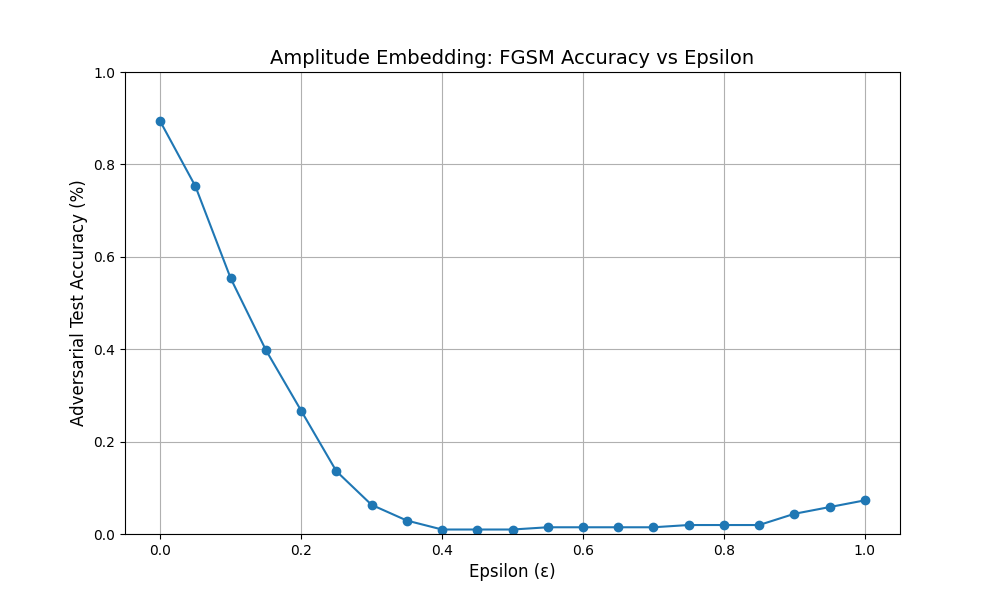 Amplitude Embedding: FGSM Accuracy vs Epsilon
Adversarial Test Accuracy (%)
1.0
0.8
0.6
0.4
0.2
0.0
0.0 0.2 0.4 0.6 0.8 1.0
Epsilon (ε)